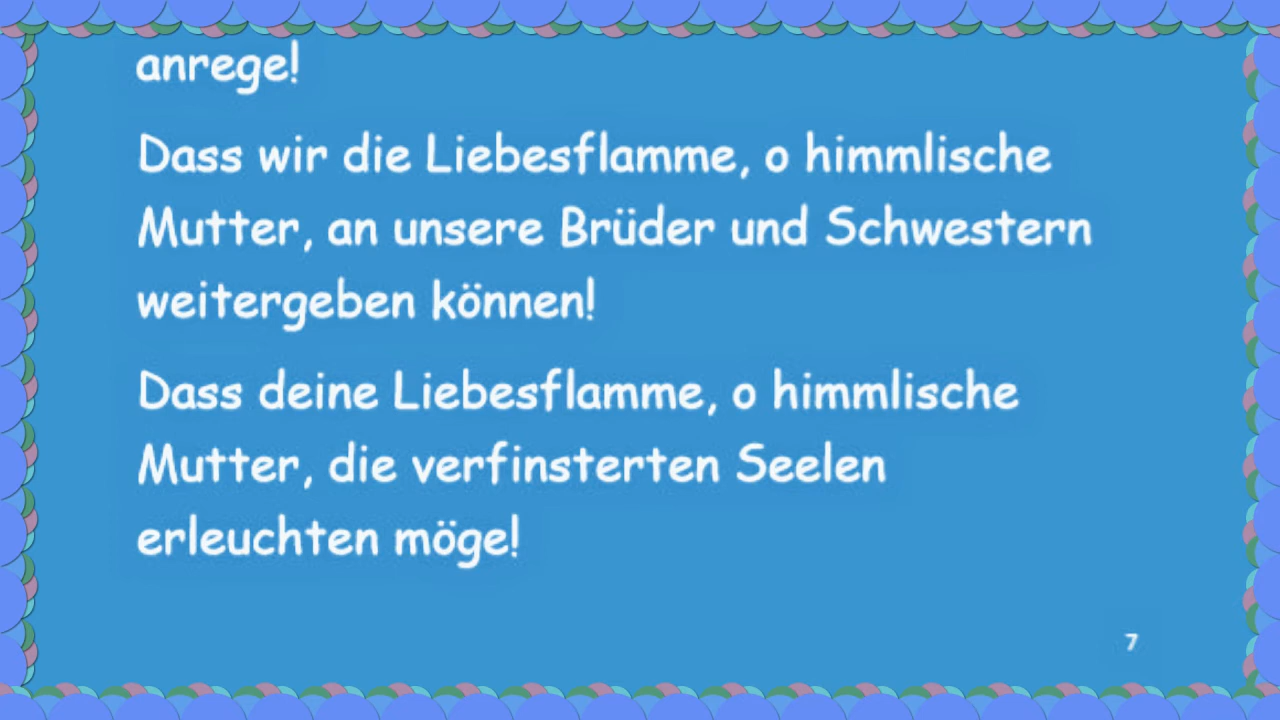 anrege!
Dass wir die Liebesflamme, o himmlische
Mutter, an unsere Brüder und Schwestern
weitergeben können!
Dass deine Liebesflamme, o himmlische
Mutter, die verfinsterten Seelen
erleuchten möge!
7